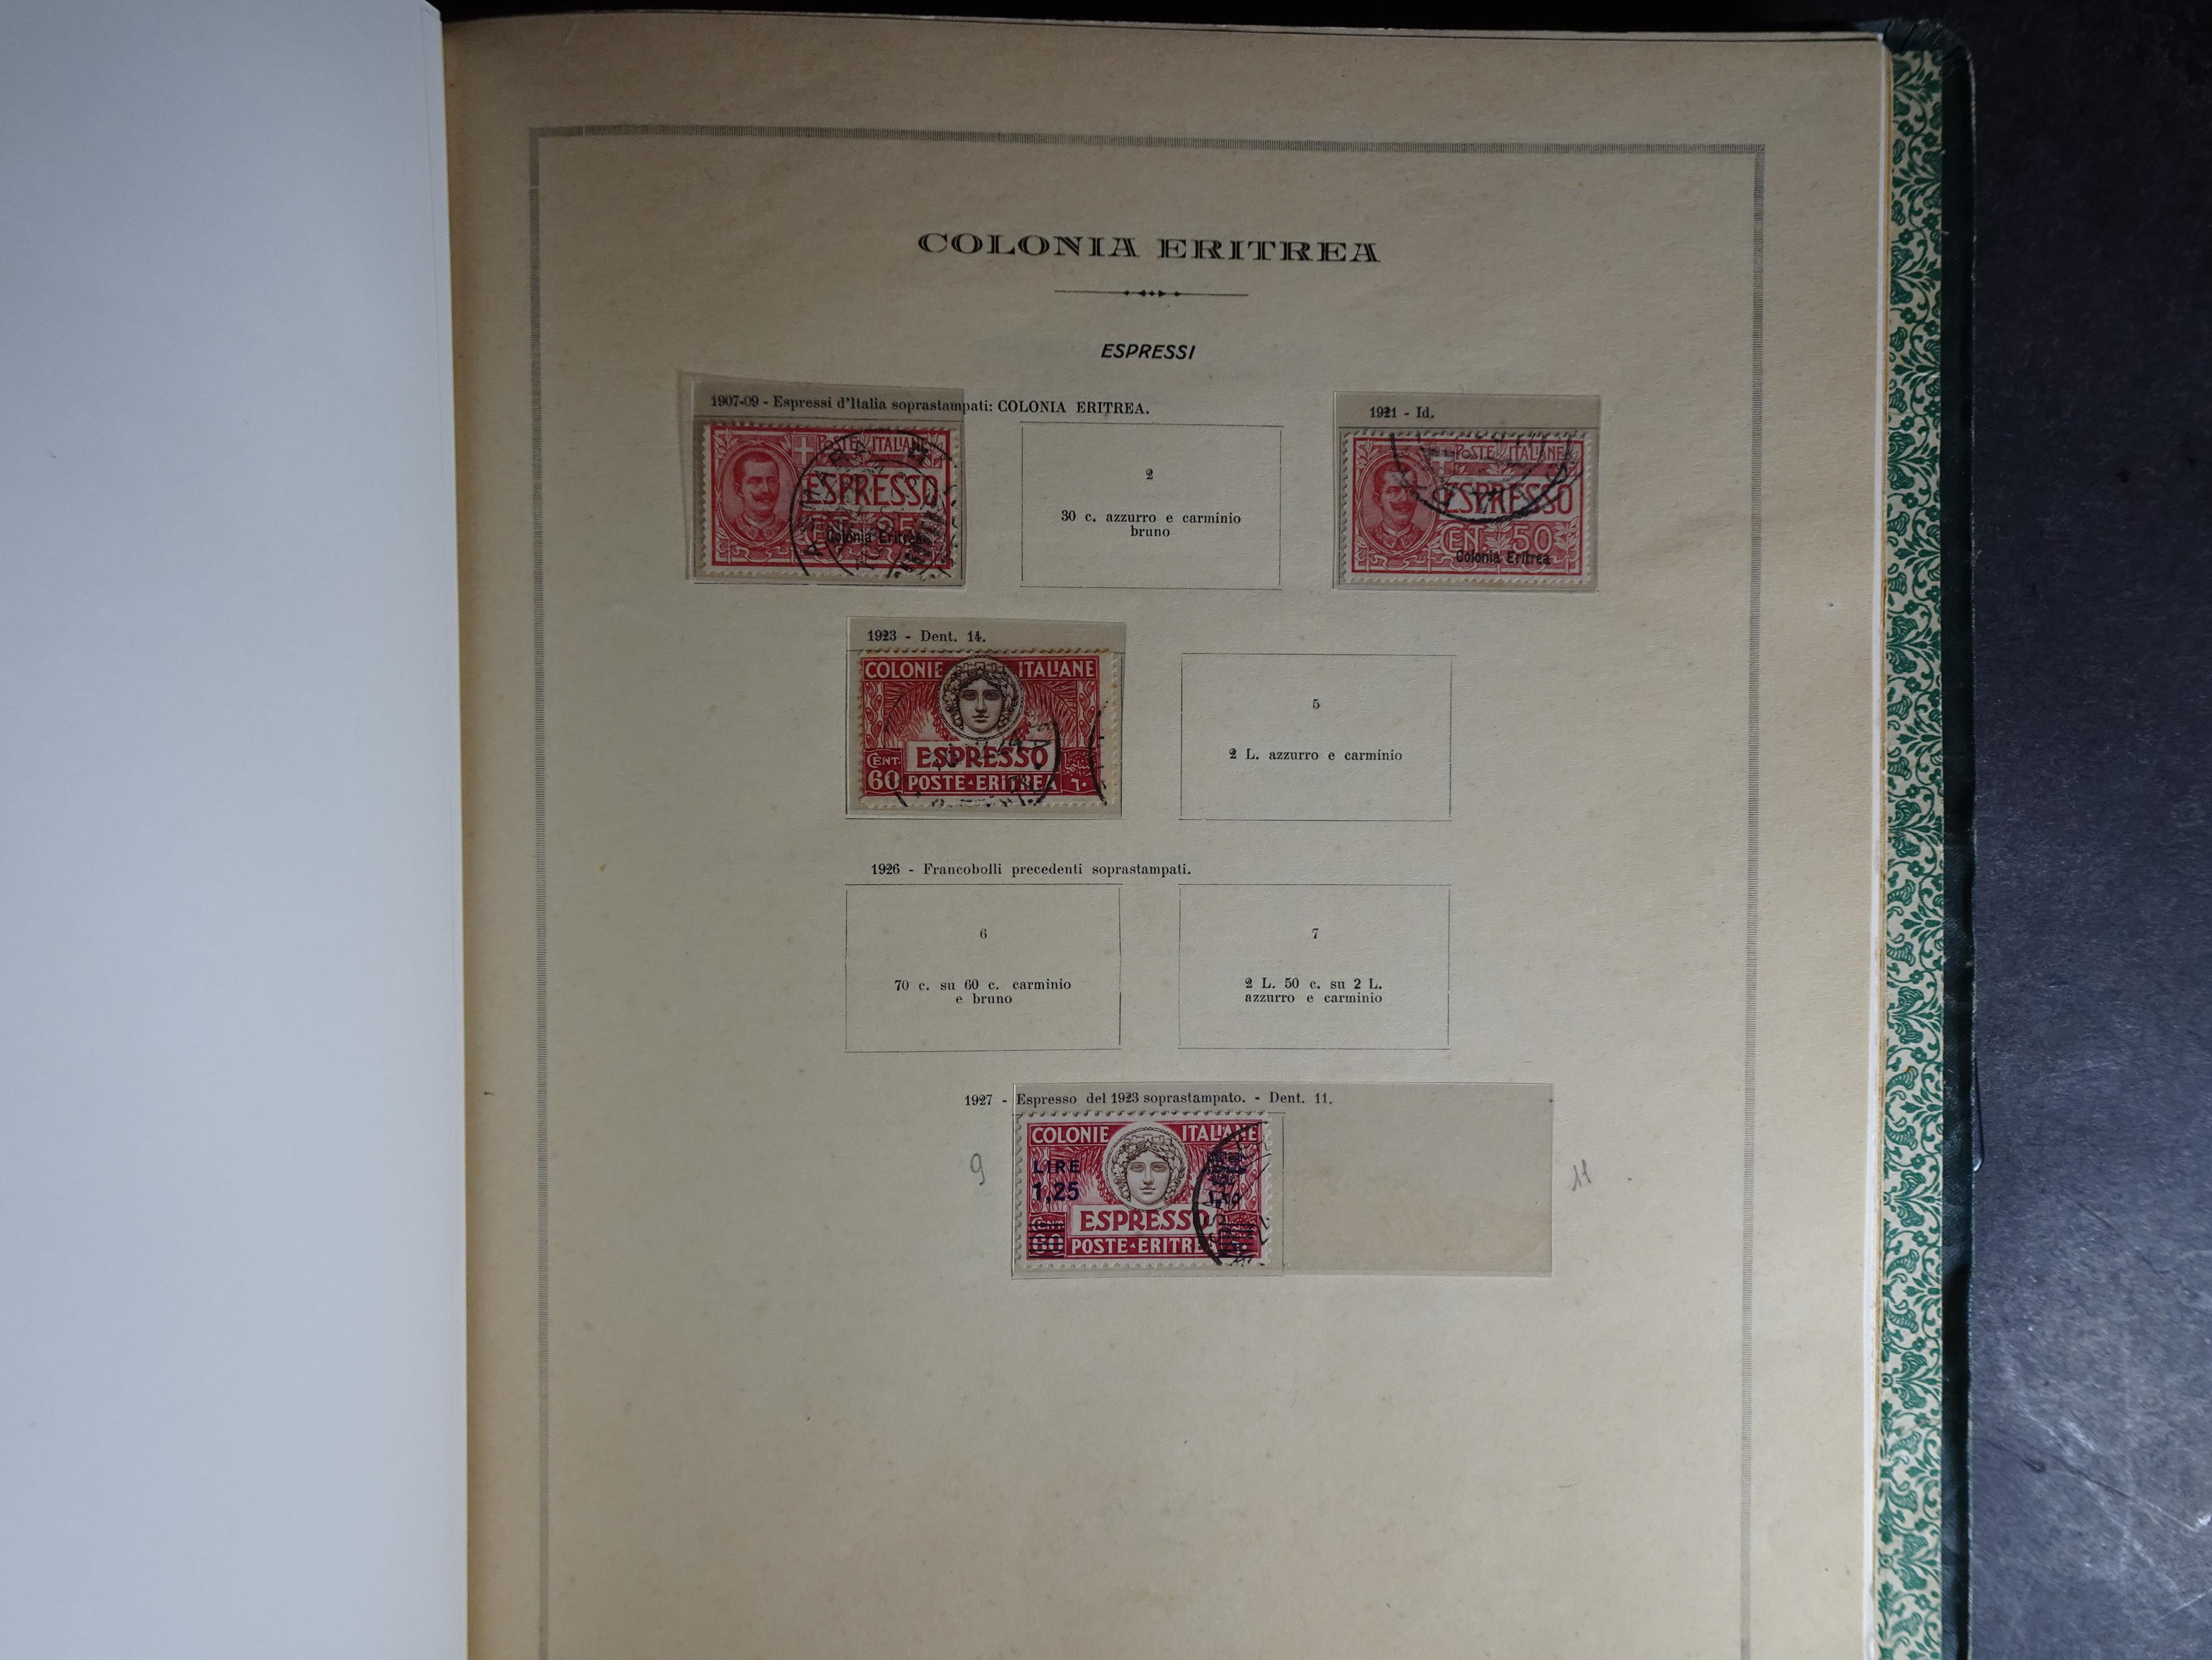 COLONIA ERITREA
ESPRESSI
1907-09 - Espressi d'Italia soprastampati: COLONIA ERITREA.
1921 - Id.
POSTE ITALIANE
ESPRESSO
CENT. 25
Colonia Eritrea
2
30 c. azzurro e carminio
bruno
POSTE ITALIANE
ESPRESSO
CENT. 50
Colonia Eritrea
1923 - Dent. 14.
COLONIE ITALIANE
ESPRESSO
CENT.
60 POSTE·ERITREA ٦٠
5
2 L. azzurro e carminio
1926 - Francobolli precedenti soprastampati.
6
70 c. su 60 c. carminio
e bruno
7
2 L. 50 c. su 2 L.
azzurro e carminio
1927 - Espresso del 1923 soprastampato. - Dent. 11.
9
COLONIE ITALIANE
LIRE
1,25
ESPRESSO
60 POSTE·ERITREA
11